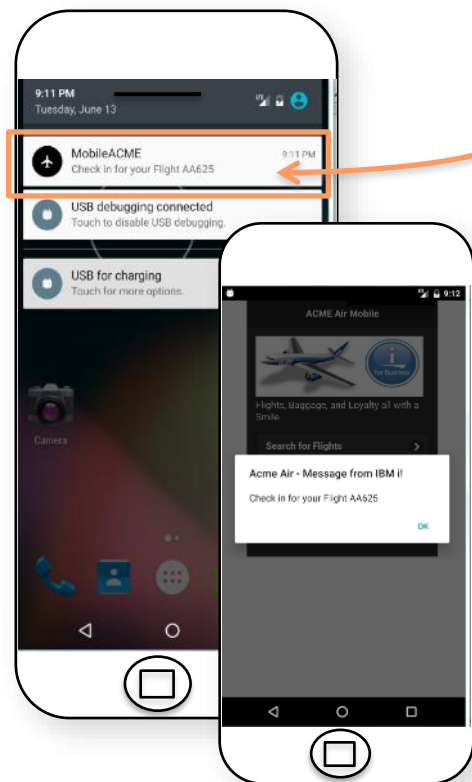 9:11 PM
Tuesday, June 13
MobileACME
9:11 PM
Check in for your Flight AA625
USB debugging connected
Touch to disable USB debugging.
USB for charging
Touch for more options.
Camera
9:12
ACME Air Mobile
i
For Business
Flights, Baggage, and Loyalty all with a
Smile
Search for Flights
Acme Air - Message from IBM i!
Check in for your Flight AA625
OK